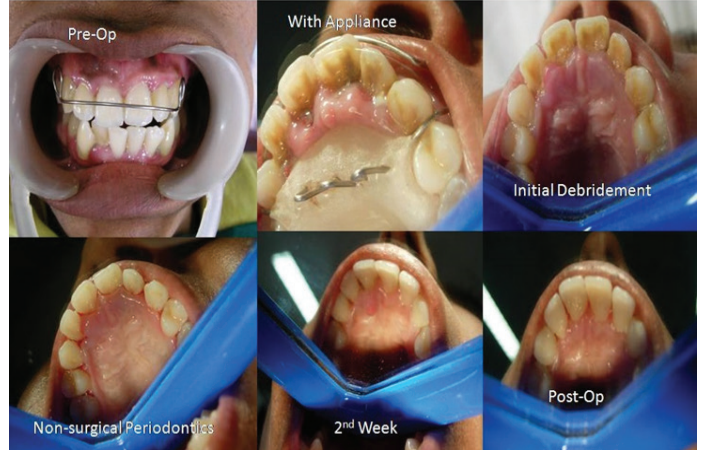 Pre-Op
With Appliance
Initial Debridement
Non-surgical Periodontics
2nd Week
Post-Op